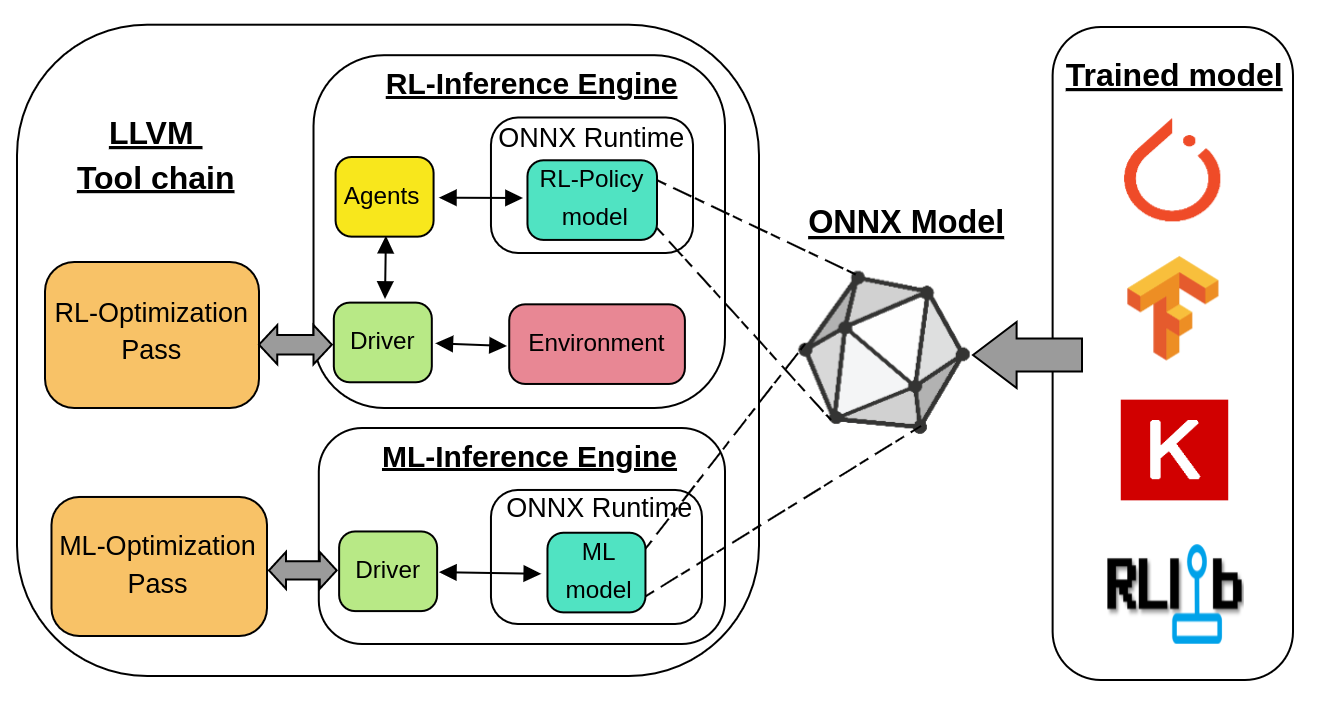 LLVM
Tool chain
RL-Optimization
Pass
ML-Optimization
Pass
RL-Inference Engine
ONNX Runtime
Agents
RL-Policy
model
Driver
Environment
ML-Inference Engine
ONNX Runtime
Driver
ML
model
ONNX Model
Trained model
K
RLlib